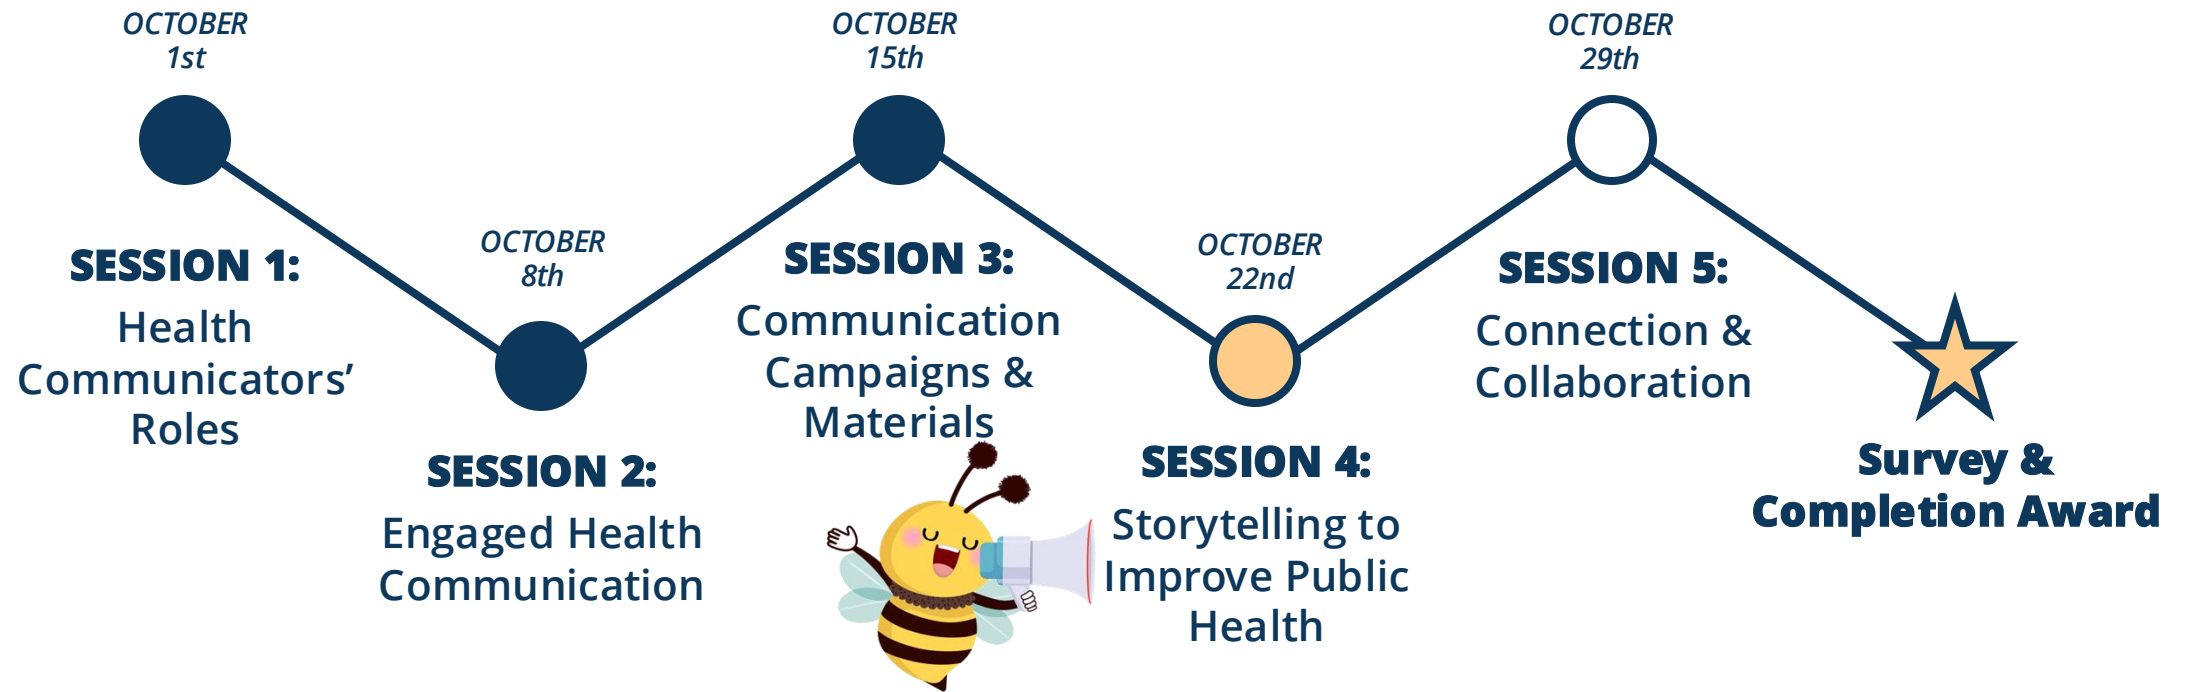 OCTOBER
1st
SESSION 1:
Health
Communicators’
Roles
OCTOBER
8th
SESSION 2:
Engaged Health
Communication
OCTOBER
15th
SESSION 3:
Communication
Campaigns &
Materials
OCTOBER
22nd
SESSION 4:
Storytelling to
Improve Public
Health
OCTOBER
29th
SESSION 5:
Connection &
Collaboration
Survey &
Completion Award